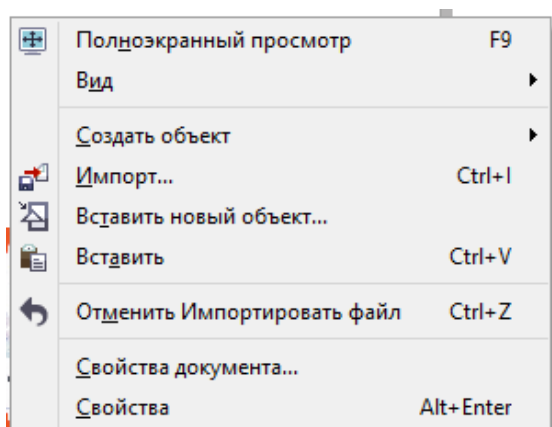 Полноэкранный просмотр F9
Вид
Создать объект
Импорт... Ctrl+I
Вставить новый объект...
Вставить Ctrl+V
Отменить Импортировать файл Ctrl+Z
Свойства документа...
Свойства Alt+Enter